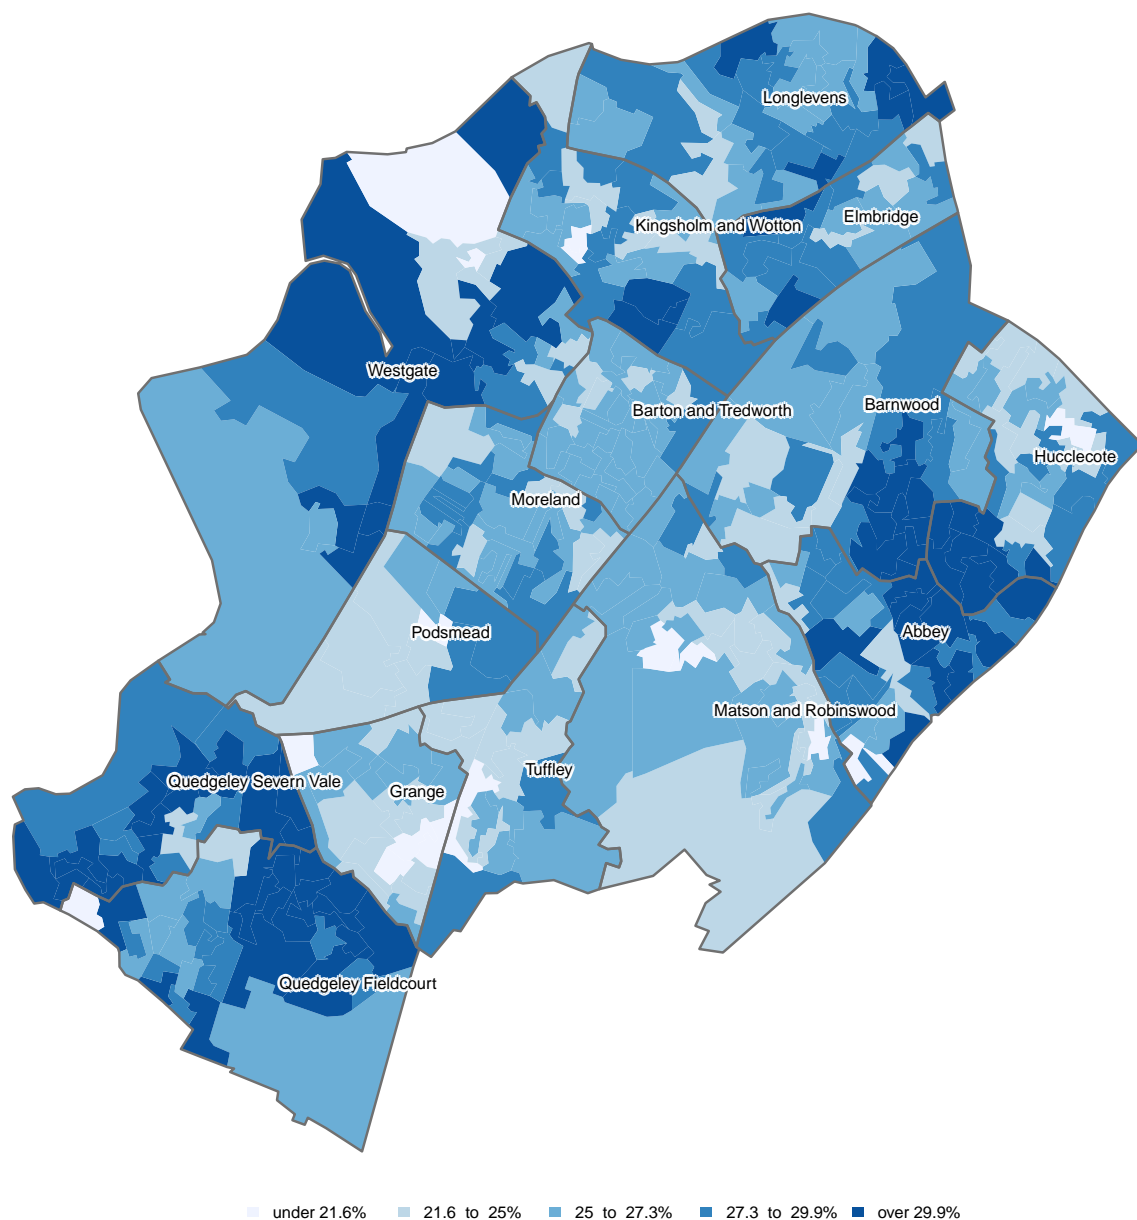 Longlevens
Elmbridge
Kingsholm and Wotton
Westgate
Barnwood
Barton and Tredworth
Hucclecote
Moreland
Podsmead
Abbey
Matson and Robinswood
Tuffley
Quedgeley Severn Vale
Grange
Quedgeley Fieldcourt
under 21.6% 21.6 to 25% 25 to 27.3% 27.3 to 29.9% over 29.9%